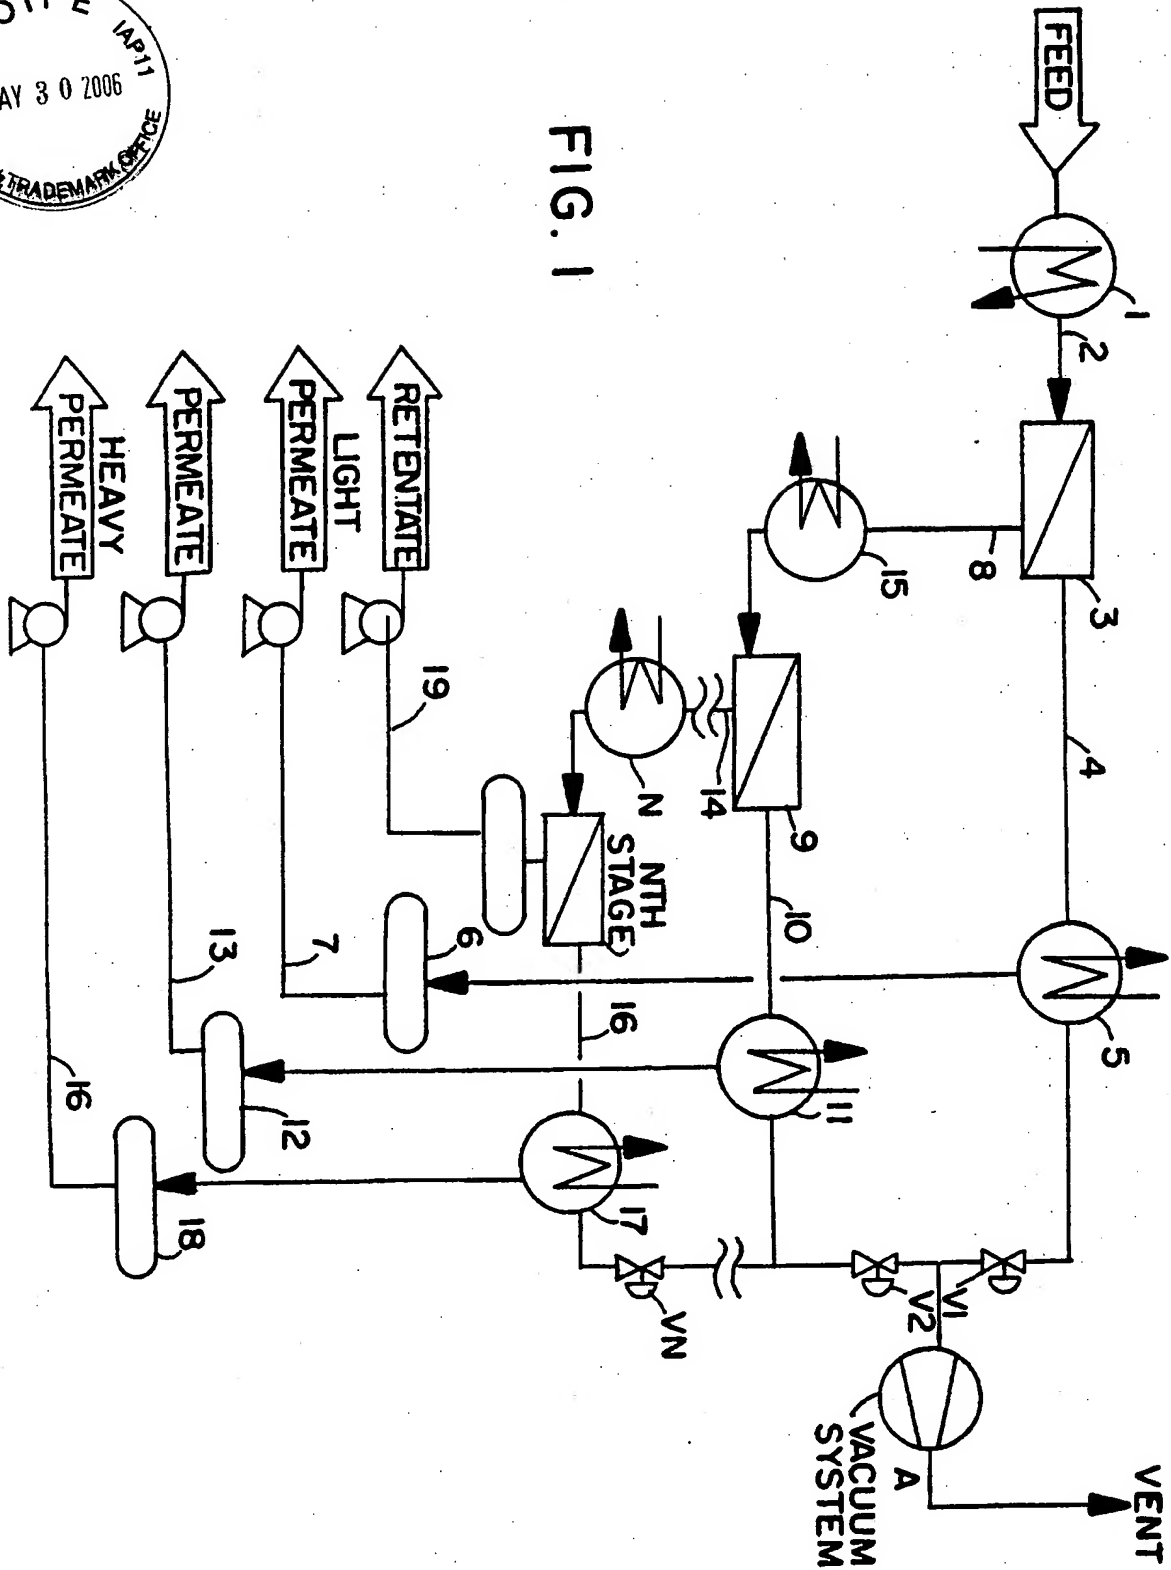 IAP11
MAY 3 0 2006
TRADEMARK OFFICE
FIG. 1
FEED
1
2
3
4
5
8
15
9
10
11
14
N
NTH
STAGE
16
17
6
7
12
13
18
16
19
V1
V2
VN
A
VACUUM
SYSTEM
VENT
RETENTATE
LIGHT
PERMEATE
PERMEATE
HEAVY
PERMEATE